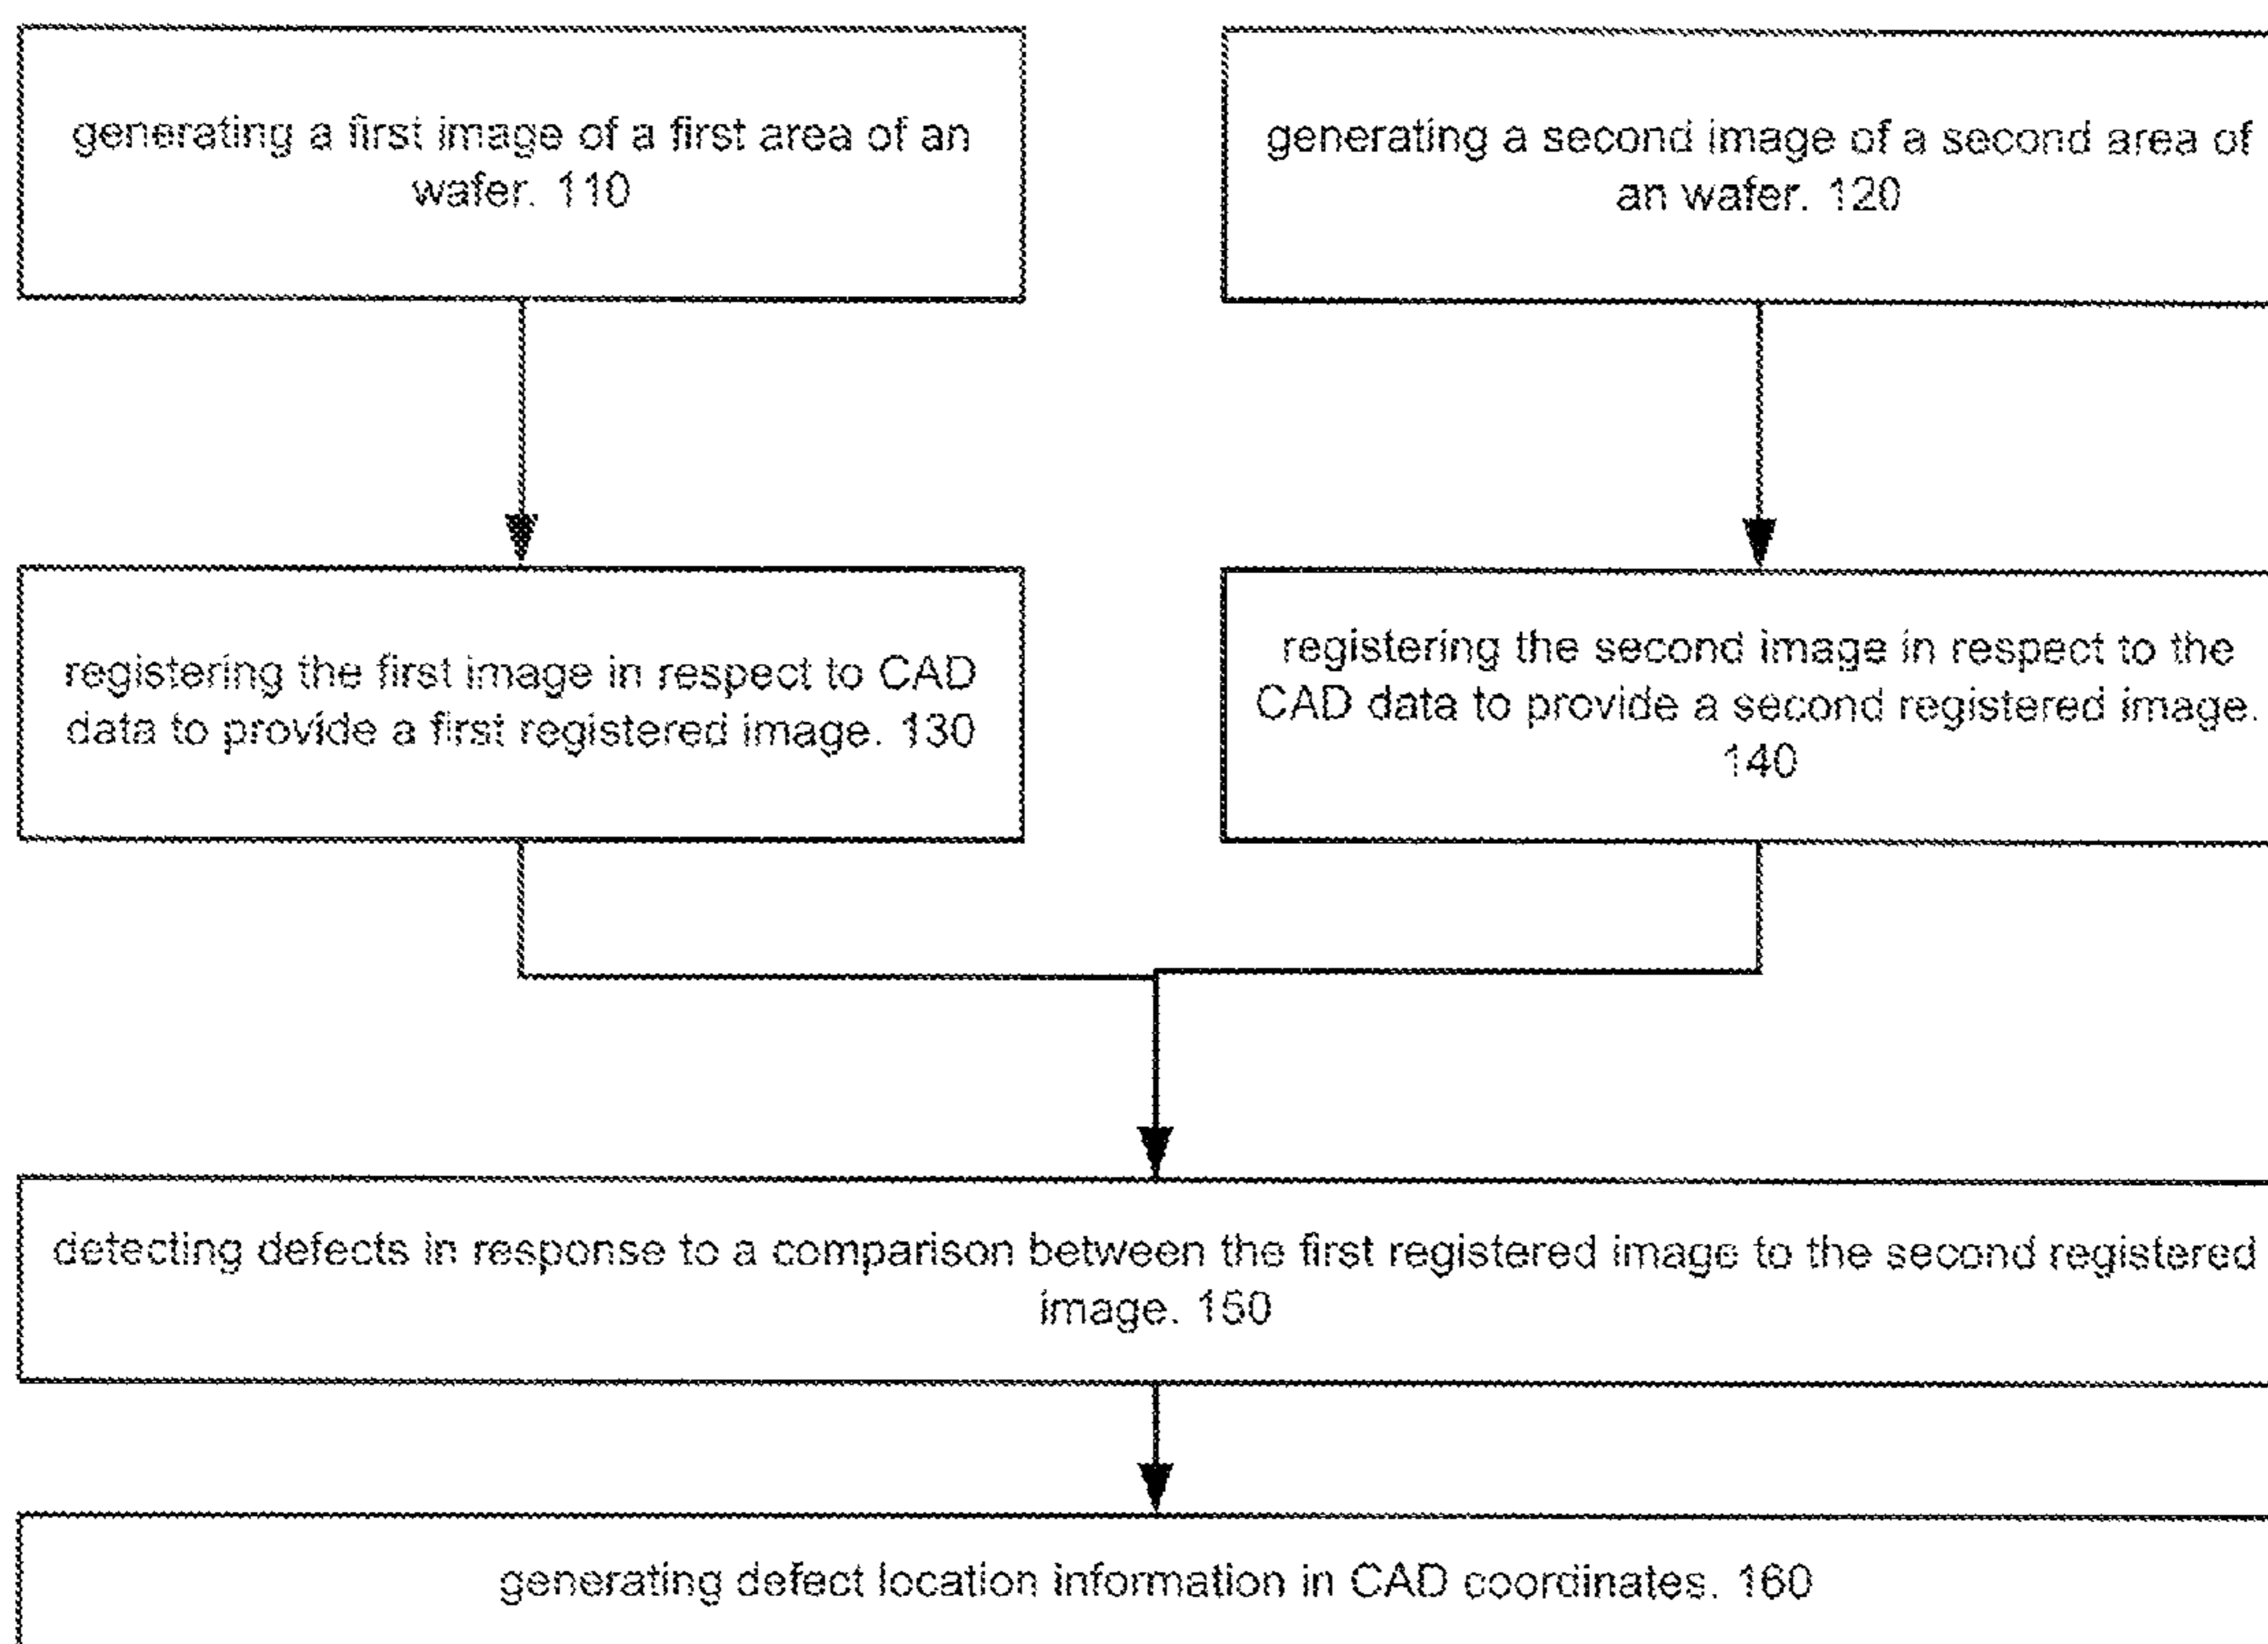 generating a first image of a first area of an
wafer. 110
generating a second image of a second area of
an wafer. 120
registering the first image in respect to CAD
data to provide a first registered image. 130
registering the second image in respect to the
CAD data to provide a second registered image.
140
detecting defects in response to a comparison between the first registered image to the second registered
image. 150
generating defect location information in CAD coordinates. 160